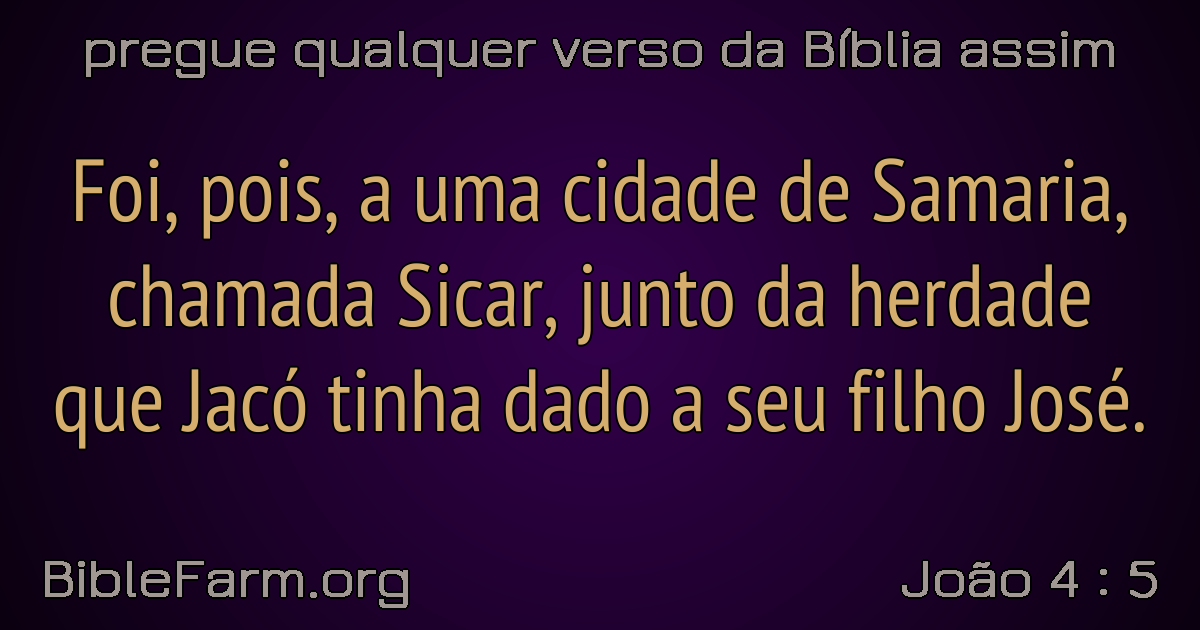 pregue qualquer verso da Bíblia assim
Foi, pois, a uma cidade de Samaria,
chamada Sicar, junto da herdade
que Jacó tinha dado a seu filho José.
BibleFarm.org
João 4 : 5